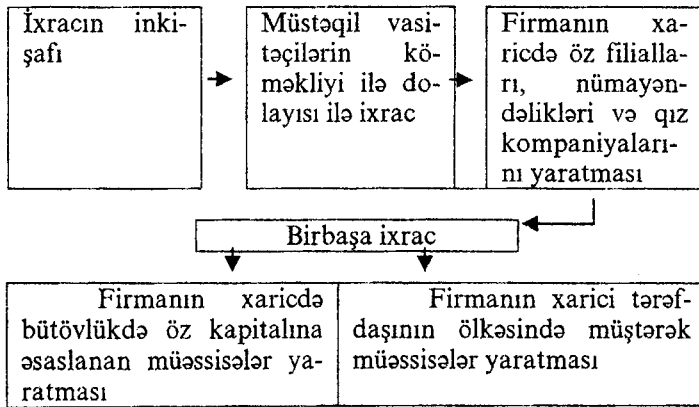 İxracın inki-
şafı
Müstəqil vasi-
təçilərin kö-
məkliyi ilə do-
layısı ilə ixrac
Firmanın xa-
ricdə öz filialla-
rı, nümayən-
dəlikləri və qız
kompaniyaları-
nı yaratması
Birbaşa ixrac
Firmanın xaricdə
bütövlükdə öz kapitalına
əsaslanan müəssisələr ya-
ratması
Firmanın xarici tərəf-
daşının ölkəsində müştərək
müəssisələr yaratması